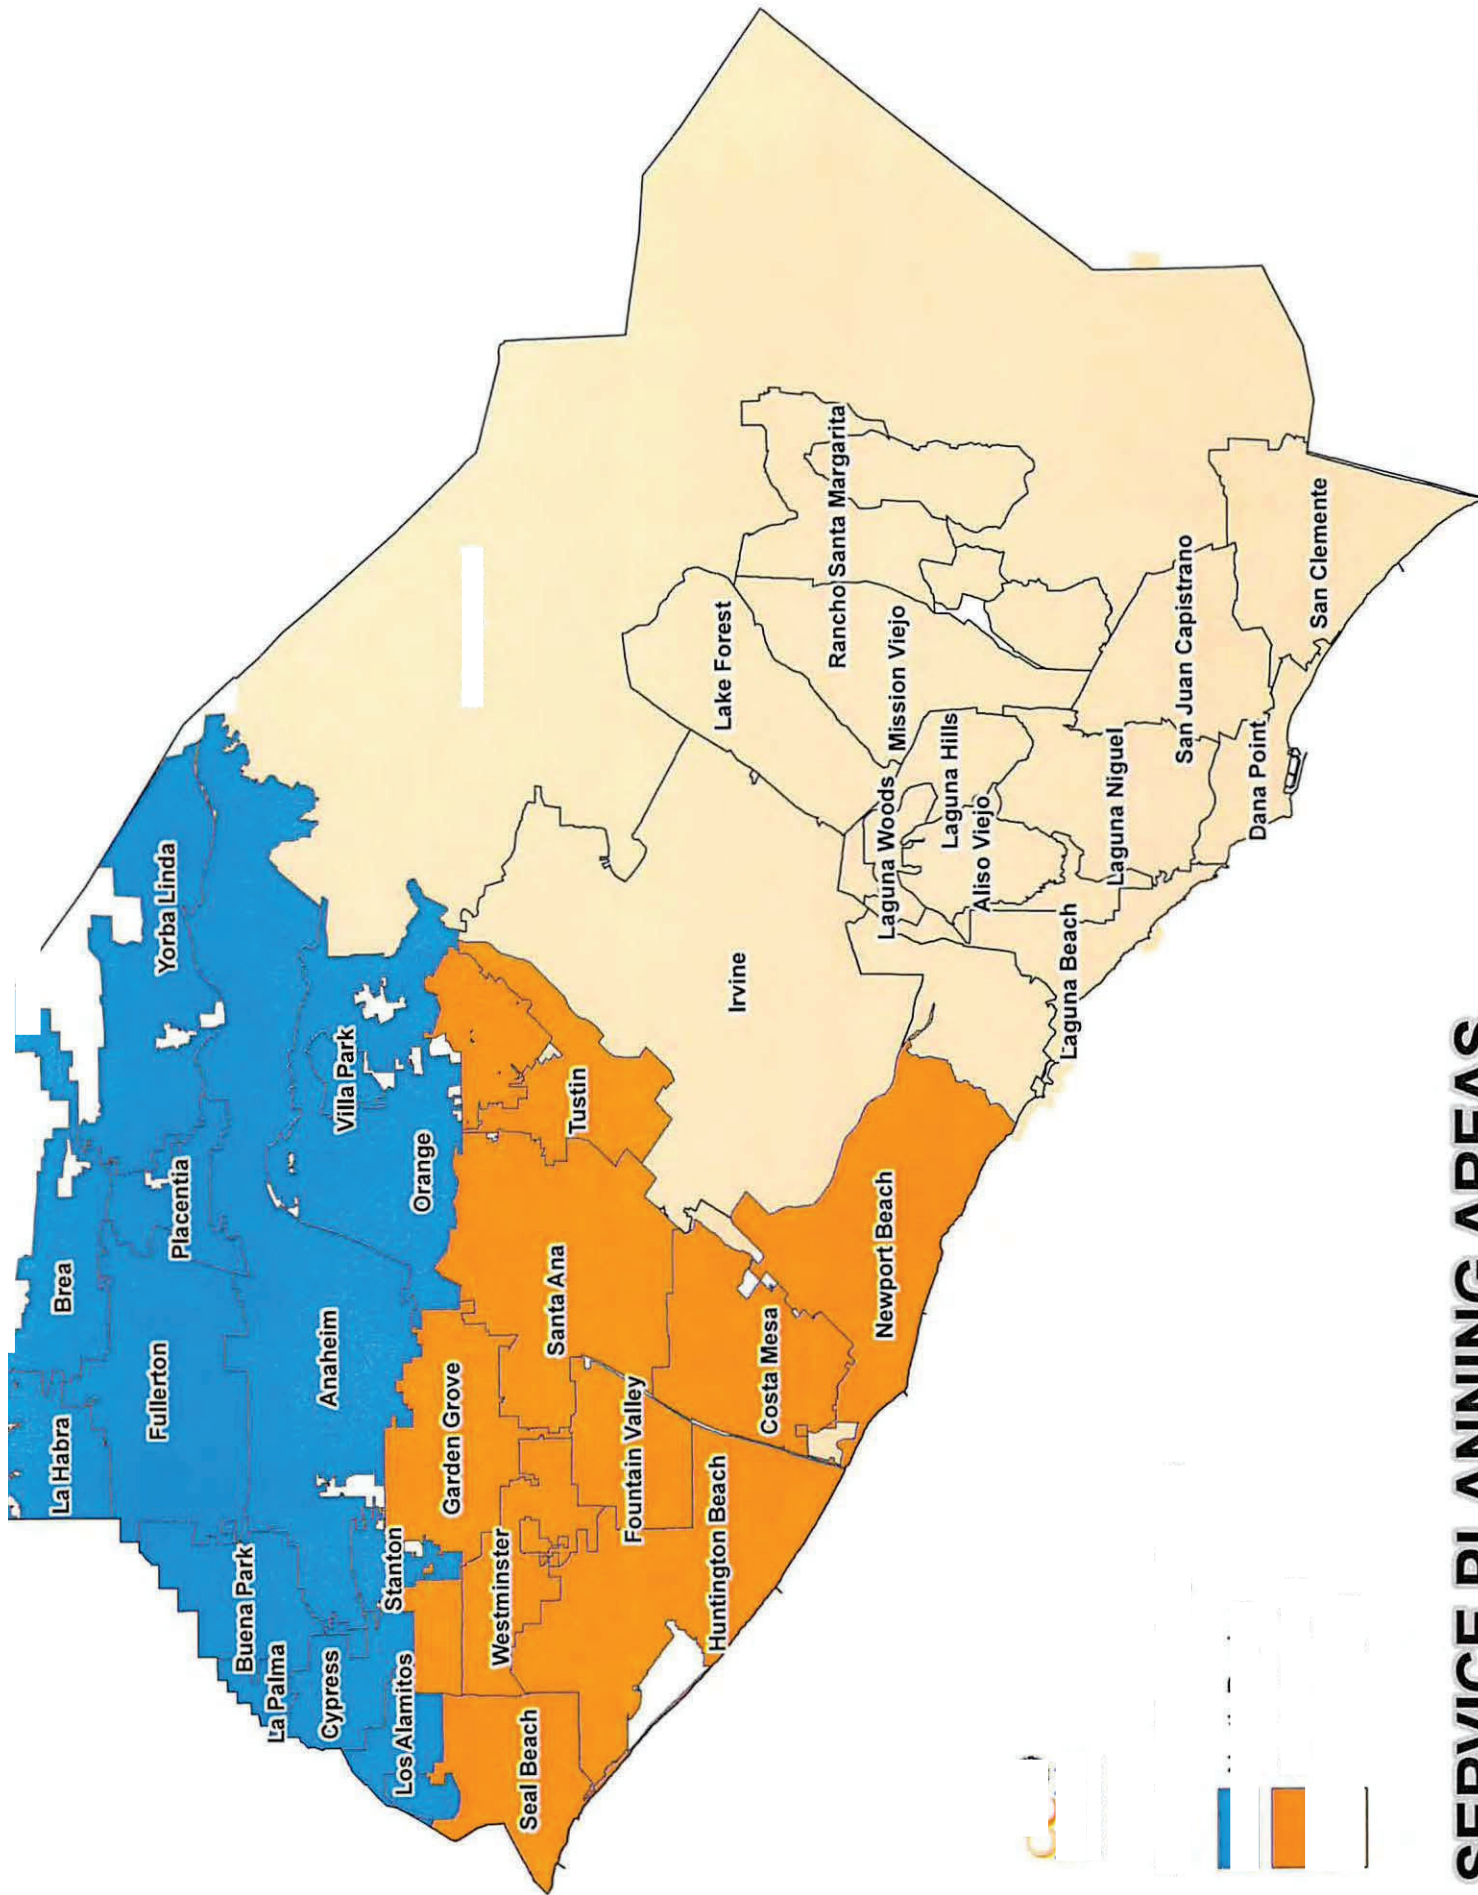 La Habra
Brea
Fullerton
Placentia
Yorba Linda
Buena Park
La Palma
Anaheim
Cypress
Villa Park
Stanton
Orange
Los Alamitos
Garden Grove
Westminster
Seal Beach
Santa Ana
Tustin
Fountain Valley
Huntington Beach
Costa Mesa
Newport Beach
Irvine
Lake Forest
Rancho Santa Margarita
Mission Viejo
Laguna Woods
Laguna Hills
Aliso Viejo
Laguna Beach
Laguna Niguel
San Juan Capistrano
Dana Point
San Clemente
SERVICE PLANNING AREAS